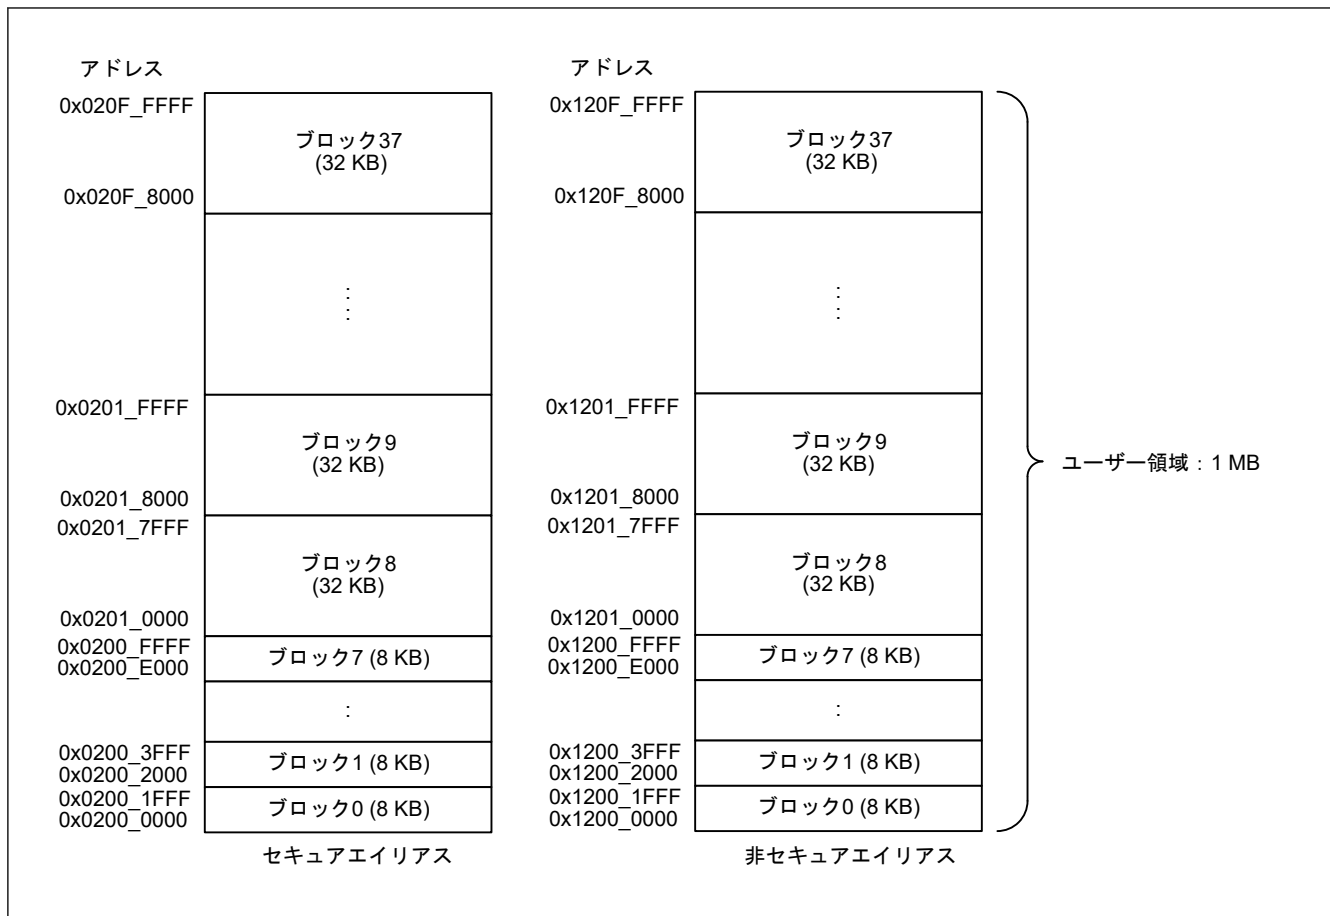 アドレス
0x020F_FFFF
ブロック37
(32 KB)
0x020F_8000
:
:
0x0201_FFFF
ブロック9
(32 KB)
0x0201_8000
0x0201_7FFF
ブロック8
(32 KB)
0x0201_0000
0x0200_FFFF
ブロック7 (8 KB)
0x0200_E000
:
0x0200_3FFF
ブロック1 (8 KB)
0x0200_2000
0x0200_1FFF
ブロック0 (8 KB)
0x0200_0000
セキュアエイリアス
アドレス
0x120F_FFFF
ブロック37
(32 KB)
0x120F_8000
:
:
0x1201_FFFF
ブロック9
(32 KB)
0x1201_8000
0x1201_7FFF
ブロック8
(32 KB)
0x1201_0000
0x1200_FFFF
ブロック7 (8 KB)
0x1200_E000
:
0x1200_3FFF
ブロック1 (8 KB)
0x1200_2000
0x1200_1FFF
ブロック0 (8 KB)
0x1200_0000
非セキュアエイリアス
ユーザー領域：1 MB